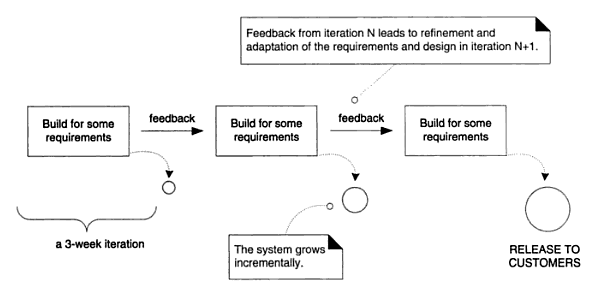 Feedback from iteration N leads to refinement and
adaptation of the requirements and design in iteration N+1.
Build for some
requirements
feedback
Build for some
requirements
feedback
Build for some
requirements
a 3-week iteration
The system grows
incrementally.
RELEASE TO
CUSTOMERS